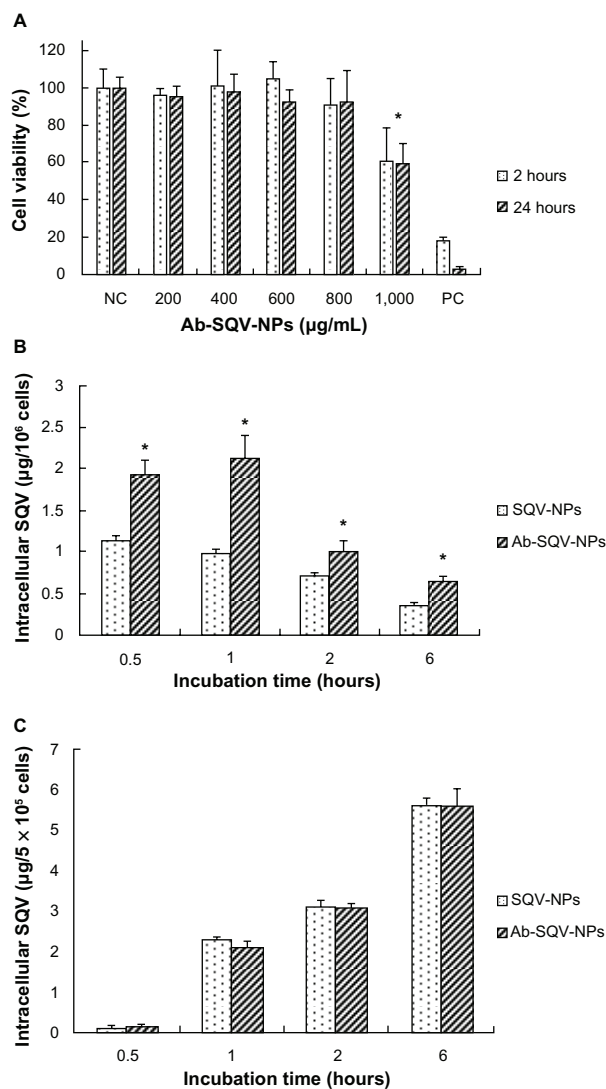 A
120
100
80
60
40
20
0
Cell viability (%)
*
2 hours
24 hours
NC 200 400 600 800 1,000 PC
Ab-SQV-NPs (µg/mL)
B
3
2.5
2
1.5
1
0.5
0
Intracellular SQV (µg/10⁶ cells)
* * * *
SQV-NPs
Ab-SQV-NPs
0.5 1 2 6
Incubation time (hours)
C
7
6
5
4
3
2
1
0
Intracellular SQV (µg/5 × 10⁵ cells)
SQV-NPs
Ab-SQV-NPs
0.5 1 2 6
Incubation time (hours)